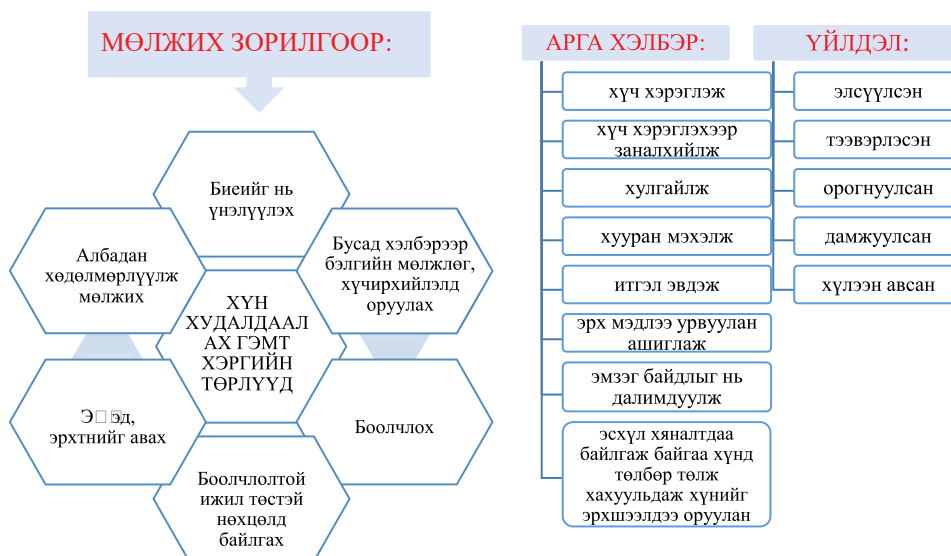 МӨЛЖИХ ЗОРИЛГООР:
Биеийг нь
үнэлүүлэх
Албадан
хөдөлмөрлүүлж
мөлжих
Бусад хэлбэрээр
бэлгийн мөлжлөг,
хүчирхийлэлд
оруулах
ХҮН
ХУДАЛДААЛ
АХ ГЭМТ
ХЭРГИЙН
ТӨРЛҮҮД
эд,
эрхтнийг авах
Боолчлох
Боолчлолтой
ижил төстэй
нөхцөлд
байлгах
АРГА ХЭЛБЭР:
хүч хэрэглэж
хүч хэрэглэхээр
заналхийлж
хулгайлж
хууран мэхэлж
итгэл эвдэж
эрх мэдлээ урвуулан
ашиглаж
эмзэг байдлыг нь
далимдуулж
эсхүл хяналтдаа
байлгаж байгаа хүнд
төлбөр төлж
хахуульдаж хүнийг
эрхшээлдээ оруулан
ҮЙЛДЭЛ:
элсүүлсэн
тээвэрлэсэн
орогнуулсан
дамжуулсан
хүлээн авсан